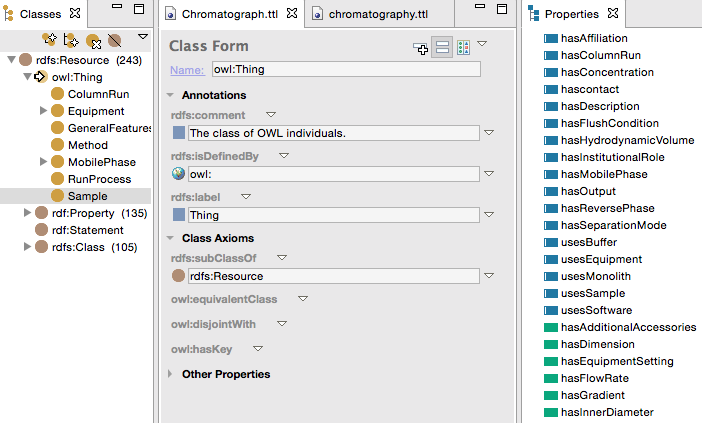 Classes
rdfs:Resource (243)
owl:Thing
ColumnRun
Equipment
GeneralFeatures
Method
MobilePhase
RunProcess
Sample
rdf:Property (135)
rdf:Statement
rdfs:Class (105)
Chromatograph.ttl
chromatography.ttl
Class Form
Name: owl:Thing
Annotations
rdfs:comment
The class of OWL individuals.
rdfs:isDefinedBy
owl:
rdfs:label
Thing
Class Axioms
rdfs:subClassOf
rdfs:Resource
owl:equivalentClass
owl:disjointWith
owl:hasKey
Other Properties
Properties
hasAffiliation
hasColumnRun
hasConcentration
hascontact
hasDescription
hasFlushCondition
hasHydrodynamicVolume
hasInstitutionalRole
hasMobilePhase
hasOutput
hasReversePhase
hasSeparationMode
usesBuffer
usesEquipment
usesMonolith
usesSample
usesSoftware
hasAdditionalAccessories
hasDimension
hasEquipmentSetting
hasFlowRate
hasGradient
hasInnerDiameter